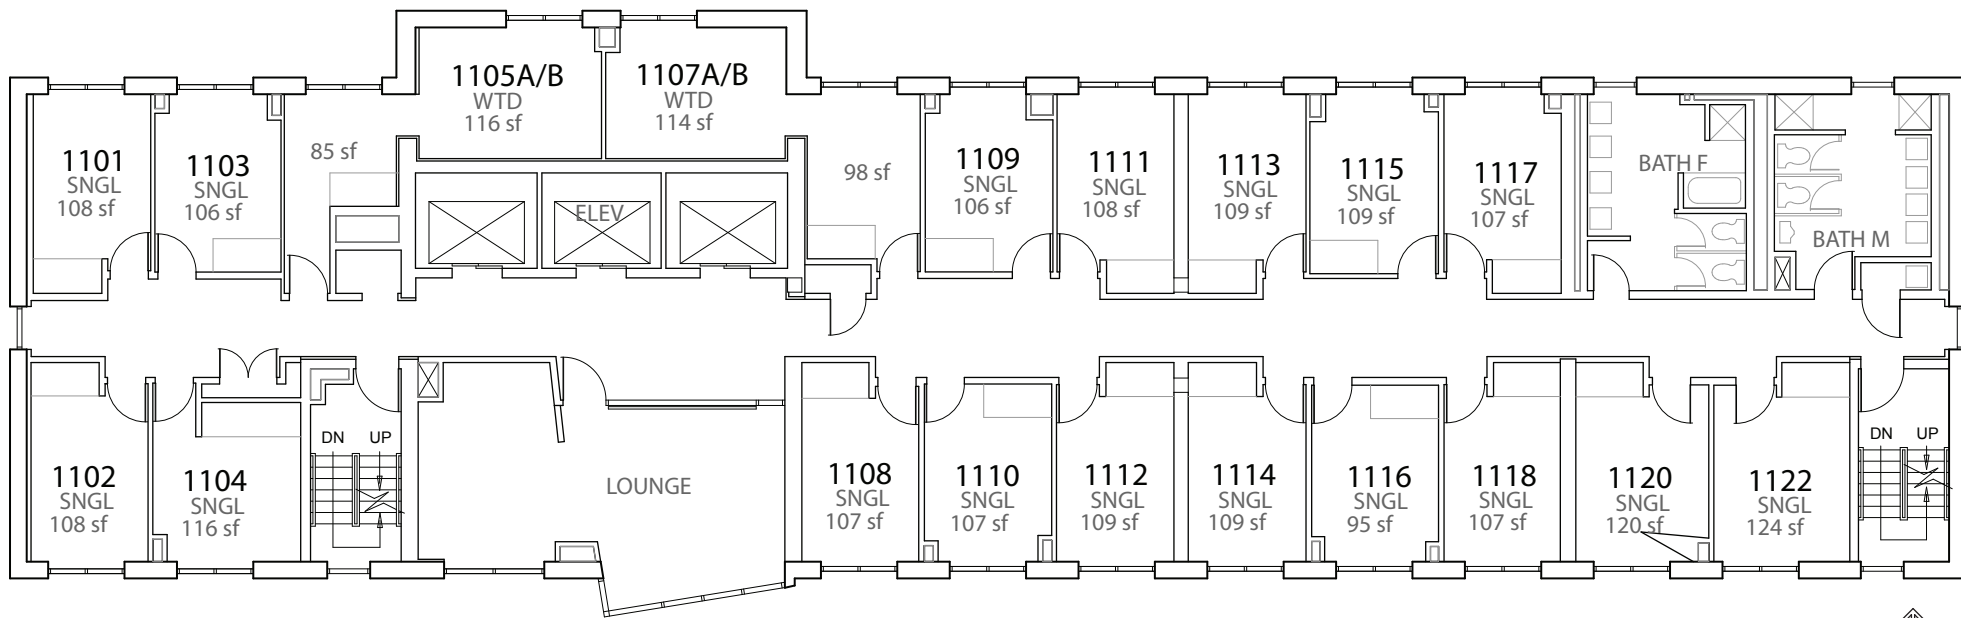 1105A/B
WTD
116 sf
1107A/B
WTD
114 sf
1101
SNGL
108 sf
1103
SNGL
106 sf
85 sf
ELEV
98 sf
1109
SNGL
106 sf
1111
SNGL
108 sf
1113
SNGL
109 sf
1115
SNGL
109 sf
1117
SNGL
107 sf
BATH F
BATH M
1102
SNGL
108 sf
1104
SNGL
116 sf
DN UP
LOUNGE
1108
SNGL
107 sf
1110
SNGL
107 sf
1112
SNGL
109 sf
1114
SNGL
109 sf
1116
SNGL
95 sf
1118
SNGL
107 sf
1120
SNGL
120 sf
1122
SNGL
124 sf
DN UP